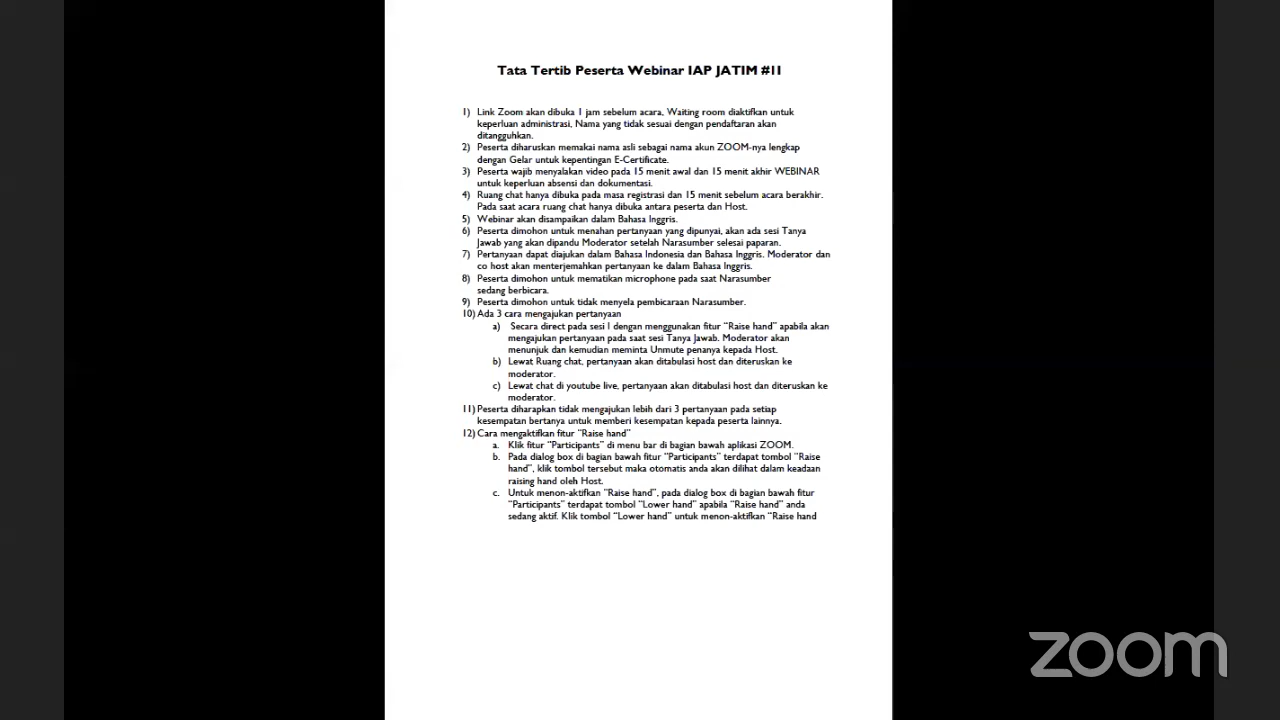 Tata Tertib Peserta Webinar IAP JATIM #11
1) Link Zoom akan dibuka 1 jam sebelum acara, Waiting room diaktifkan untuk
keperluan administrasi, Nama yang tidak sesuai dengan pendaftaran akan
ditangguhkan.
2) Peserta diharuskan memakai nama asli sebagai nama akun ZOOM-nya lengkap
dengan Gelar untuk kepentingan E-Certificate.
3) Peserta wajib menyalakan video pada 15 menit awal dan 15 menit akhir WEBINAR
untuk keperluan absensi dan dokumentasi.
4) Ruang chat hanya dibuka pada masa registrasi dan 15 menit sebelum acara berakhir.
Pada saat acara ruang chat hanya dibuka antara peserta dan Host.
5) Webinar akan disampaikan dalam Bahasa Inggris.
6) Peserta dimohon untuk menahan pertanyaan yang dipunyai, akan ada sesi Tanya
Jawab yang akan dipandu Moderator setelah Narasumber selesai paparan.
7) Pertanyaan dapat diajukan dalam Bahasa Indonesia dan Bahasa Inggris. Moderator dan
co host akan menterjemahkan pertanyaan ke dalam Bahasa Inggris.
8) Peserta dimohon untuk mematikan microphone pada saat Narasumber
sedang berbicara.
9) Peserta dimohon untuk tidak menyela pembicaraan Narasumber.
10) Ada 3 cara mengajukan pertanyaan
a) Secara direct pada sesi 1 dengan menggunakan fitur "Raise hand" apabila akan
mengajukan pertanyaan pada saat sesi Tanya Jawab. Moderator akan
menunjuk dan kemudian meminta Unmute penanya kepada Host.
b) Lewat Ruang chat, pertanyaan akan ditabulasi host dan diteruskan ke
moderator.
c) Lewat chat di youtube live, pertanyaan akan ditabulasi host dan diteruskan ke
moderator.
11) Peserta diharapkan tidak mengajukan lebih dari 3 pertanyaan pada setiap
kesempatan bertanya untuk memberi kesempatan kepada peserta lainnya.
12) Cara mengaktifkan fitur "Raise hand"
a. Klik fitur "Participants" di menu bar di bagian bawah aplikasi ZOOM.
b. Pada dialog box di bagian bawah fitur "Participants" terdapat tombol "Raise
hand", klik tombol tersebut maka otomatis anda akan dilihat dalam keadaan
raising hand oleh Host.
c. Untuk menon-aktifkan "Raise hand", pada dialog box di bagian bawah fitur
"Participants" terdapat tombol "Lower hand" apabila "Raise hand" anda
sedang aktif. Klik tombol "Lower hand" untuk menon-aktifkan "Raise hand
zoom